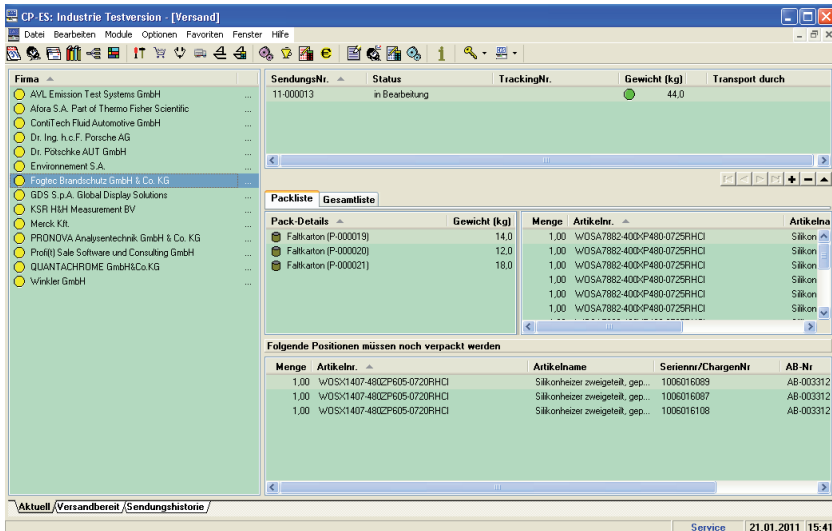 CP-ES: Industrie Testversion - [Versand]
Datei Bearbeiten Module Optionen Favoriten Fenster Hilfe
Firma
AVL Emission Test Systems GmbH ...
Afora S.A. Part of Thermo Fisher Scientific ...
ContiTech Fluid Automotive GmbH ...
Dr. Ing. h.c.F. Porsche AG ...
Dr. Pötschke AUT GmbH ...
Environnement S.A. ...
Fogtec Brandschutz GmbH & Co. KG ...
GDS S.p.A. Global Display Solutions ...
KSR H&H Measurement BV ...
Merck Kft. ...
PRONOVA Analysentechnik GmbH & Co. KG ...
Profi(t) Sale Software und Consulting GmbH ...
QUANTACHROME GmbH&Co.KG ...
Winkler GmbH ...
SendungsNr. Status TrackingNr. Gewicht (kg) Transport durch
11-000013 in Bearbeitung 44,0
Packliste Gesamtliste
Pack-Details Gewicht (kg)
Faltkarton (P-000019) 14,0
Faltkarton (P-000020) 12,0
Faltkarton (P-000021) 18,0
Menge Artikelnr. Artikelna
1,00 WOSA7882-400XP480-0725RHCI Silikon
1,00 WOSA7882-400XP480-0725RHCI Silikon
1,00 WOSA7882-400XP480-0725RHCI Silikon
1,00 WOSA7882-400XP480-0725RHCI Silikon
1,00 WOSA7882-400XP480-0725RHCI Silikon
1,00 WOSA7882-400XP480-0725RHCI Silikon
Folgende Positionen müssen noch verpackt werden
Menge Artikelnr. Artikelname Seriennr/ChargenNr AB-Nr
1,00 WOSX1407-480ZP605-0720RHCI Silikonheizer zweigeteilt, gep... 1006016089 AB-003312
1,00 WOSX1407-480ZP605-0720RHCI Silikonheizer zweigeteilt, gep... 1006016087 AB-003312
1,00 WOSX1407-480ZP605-0720RHCI Silikonheizer zweigeteilt, gep... 1006016108 AB-003312
Aktuell Versandbereit Sendungshistorie
Service 21.01.2011 15:41